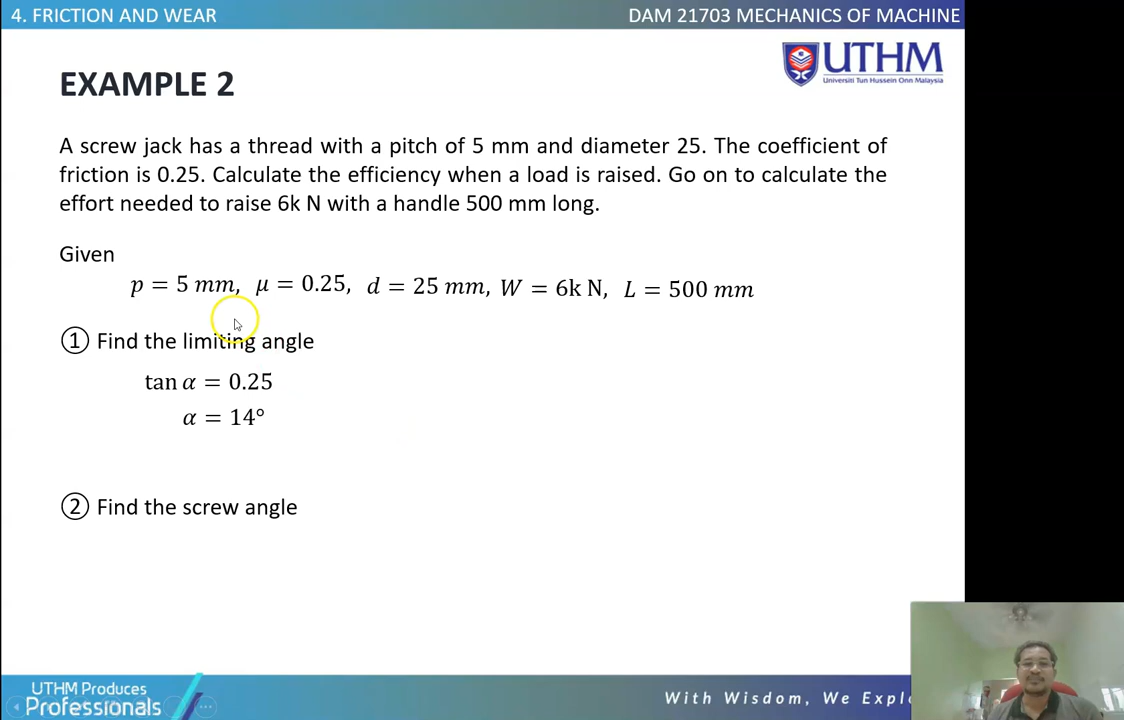 4. FRICTION AND WEAR
DAM 21703 MECHANICS OF MACHINE
UTHM
Universiti Tun Hussein Onn Malaysia
EXAMPLE 2
A screw jack has a thread with a pitch of 5 mm and diameter 25. The coefficient of
friction is 0.25. Calculate the efficiency when a load is raised. Go on to calculate the
effort needed to raise 6k N with a handle 500 mm long.
Given
p = 5 mm, μ = 0.25, d = 25 mm, W = 6k N, L = 500 mm
① Find the limiting angle
tan α = 0.25
α = 14°
② Find the screw angle
UTHM Produces
Professionals
With Wisdom, We Explo